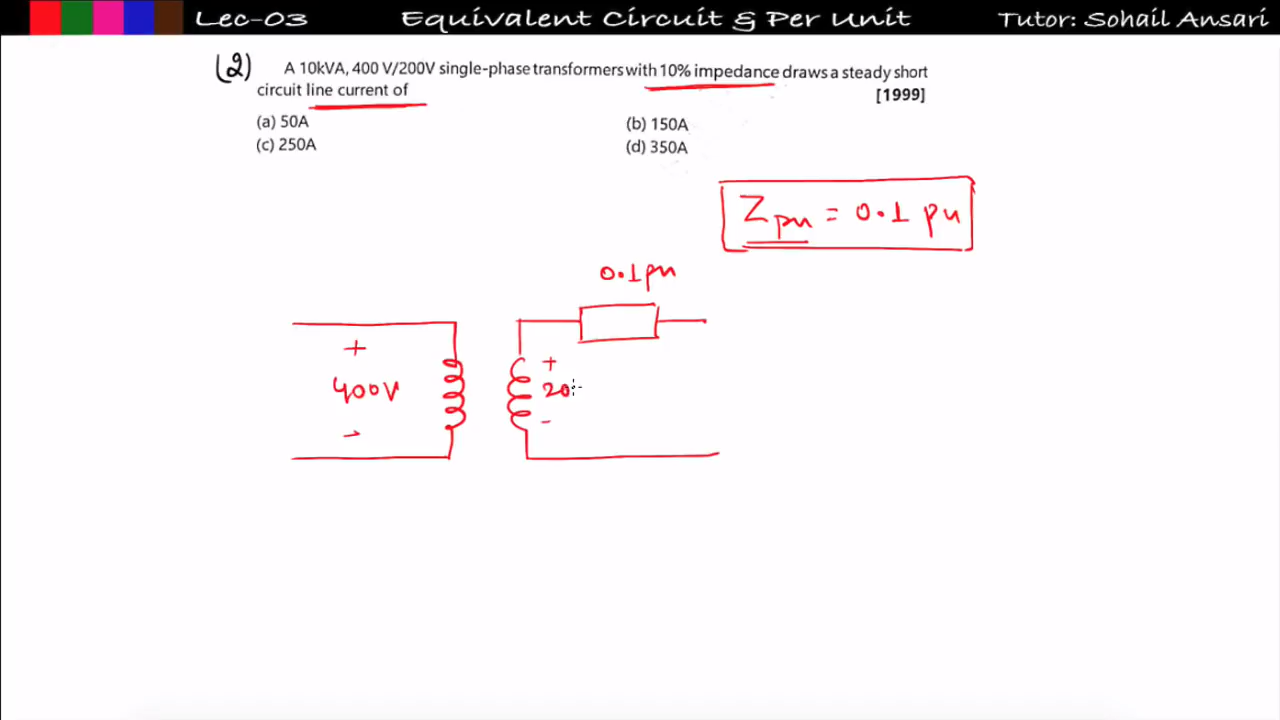 Lec-03 Equivalent Circuit & Per Unit Tutor: Sohail Ansari
(2) A 10kVA, 400 V/200V single-phase transformers with 10% impedance draws a steady short
circuit line current of [1999]
(a) 50A (b) 150A
(c) 250A (d) 350A
Zpu = 0.1 pu
0.1pu
+ +
400V 20
- -